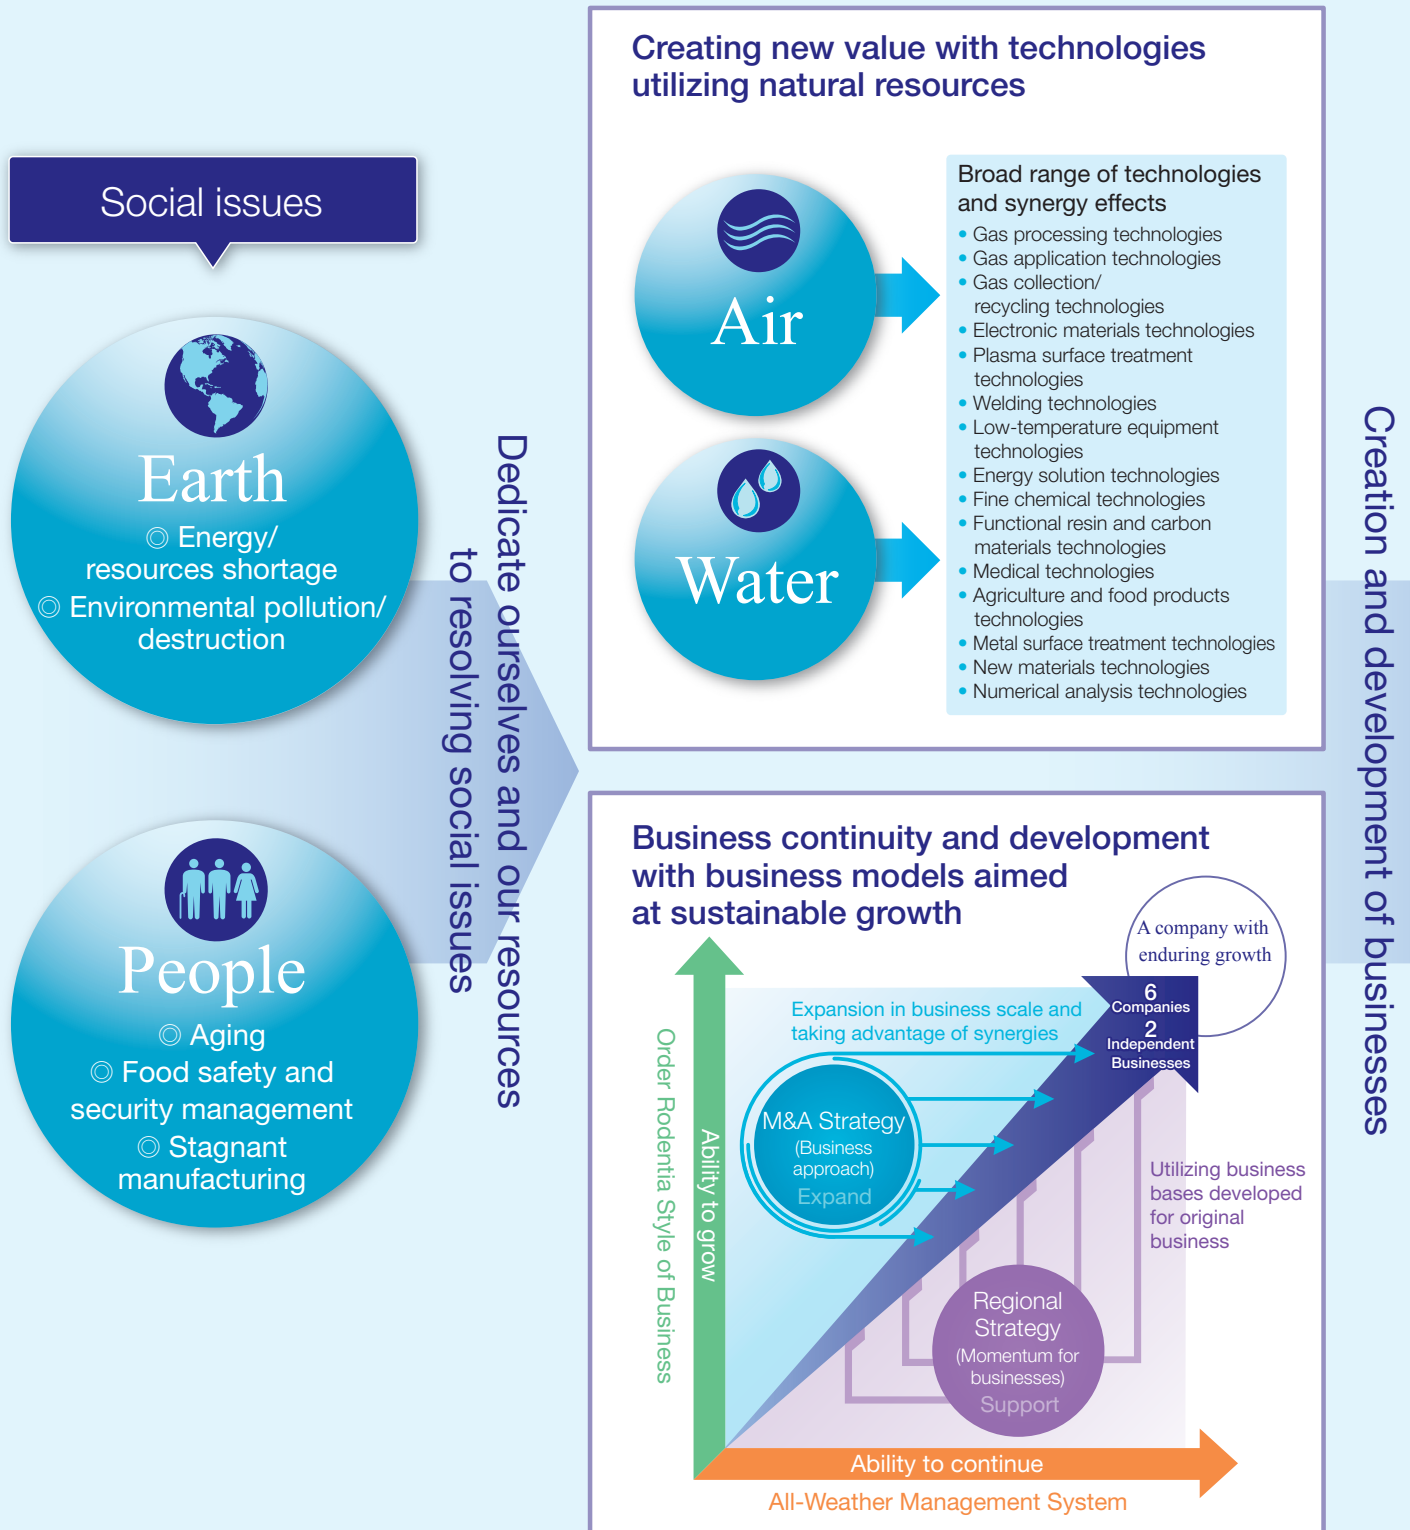 Social issues
Earth
◎ Energy/
resources shortage
◎ Environmental pollution/
destruction
People
◎ Aging
◎ Food safety and
security management
◎ Stagnant
manufacturing
Dedicate ourselves and our resources
to resolving social issues
Creating new value with technologies
utilizing natural resources
Air
Water
Broad range of technologies
and synergy effects
• Gas processing technologies
• Gas application technologies
• Gas collection/
recycling technologies
• Electronic materials technologies
• Plasma surface treatment
technologies
• Welding technologies
• Low-temperature equipment
technologies
• Energy solution technologies
• Fine chemical technologies
• Functional resin and carbon
materials technologies
• Medical technologies
• Agriculture and food products
technologies
• Metal surface treatment technologies
• New materials technologies
• Numerical analysis technologies
Business continuity and development
with business models aimed
at sustainable growth
A company with
enduring growth
6
Companies
2
Independent
Businesses
Expansion in business scale and
taking advantage of synergies
M&A Strategy
(Business
approach)
Expand
Order Rodentia Style of Business
Ability to grow
Utilizing business
bases developed
for original
business
Regional
Strategy
(Momentum for
businesses)
Support
Ability to continue
All-Weather Management System
Creation and development of businesses